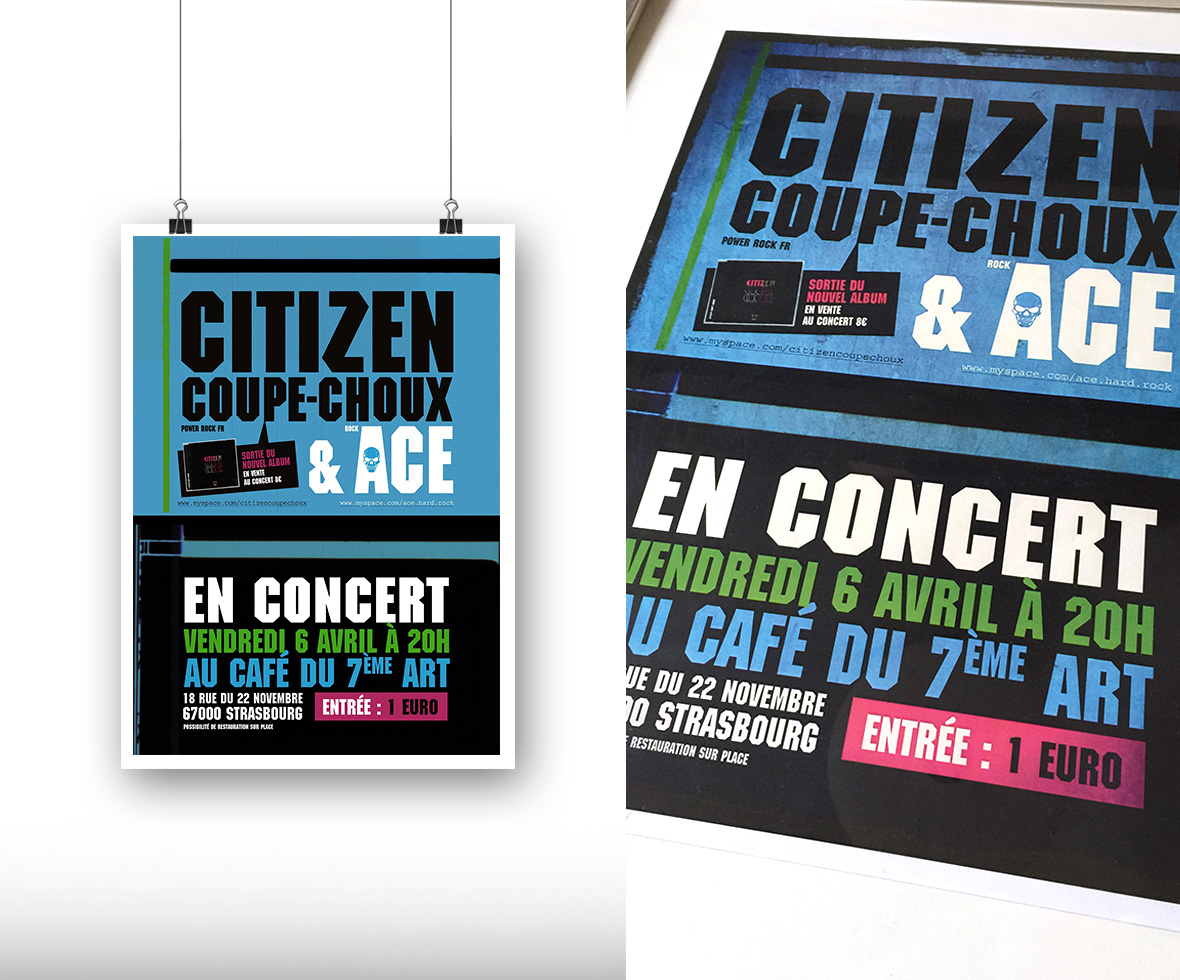 CITIZEN
COUPE-CHOUX
POWER ROCK FR
SORTIE DU
NOUVEL ALBUM
EN VENTE
AU CONCERT 8€
ROCK
& ACE
www.myspace.com/citizencoupechoux
www.myspace.com/ace.hard.rock
EN CONCERT
VENDREDI 6 AVRIL À 20H
AU CAFÉ DU 7ÈME ART
18 RUE DU 22 NOVEMBRE
67000 STRASBOURG
POSSIBILITÉ DE RESTAURATION SUR PLACE
ENTRÉE : 1 EURO
CITIZEN
COUPE-CHOUX
POWER ROCK FR
CITIZEN
SORTIE DU
NOUVEL ALBUM
EN VENTE
AU CONCERT 8€
ROCK
& ACE
www.myspace.com/citizencoupechoux
www.myspace.com/ace.hard.rock
EN CONCERT
VENDREDI 6 AVRIL À 20H
U CAFÉ DU 7ÈME ART
UE DU 22 NOVEMBRE
00 STRASBOURG
RESTAURATION SUR PLACE
ENTRÉE : 1 EURO